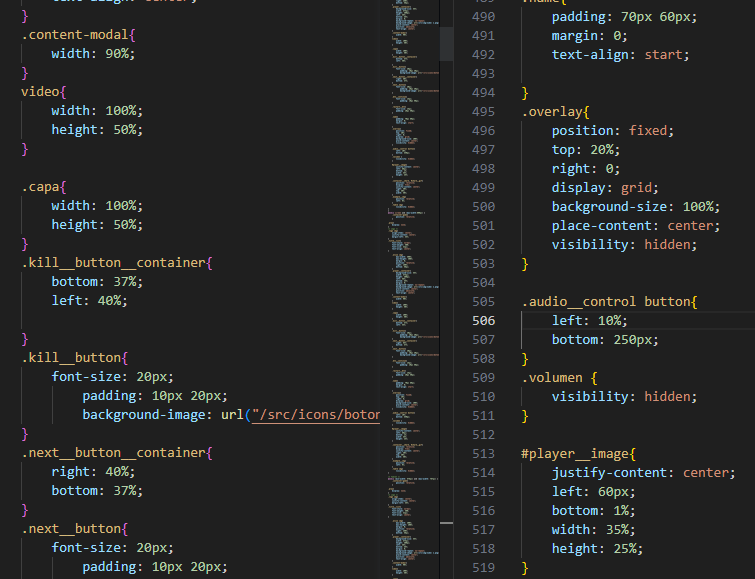 }
.content-modal{
width: 90%;
}
video{
width: 100%;
height: 50%;
}
.capa{
width: 100%;
height: 50%;
}
.kill__button__container{
bottom: 37%;
left: 40%;
}
.kill__button{
font-size: 20px;
padding: 10px 20px;
background-image: url("/src/icons/boton
}
.next__button__container{
right: 40%;
bottom: 37%;
}
.next__button{
font-size: 20px;
padding: 10px 20px;
490 padding: 70px 60px;
491 margin: 0;
492 text-align: start;
493
494 }
495 .overlay{
496 position: fixed;
497 top: 20%;
498 right: 0;
499 display: grid;
500 background-size: 100%;
501 place-content: center;
502 visibility: hidden;
503 }
504
505 .audio__control button{
506 left: 10%;
507 bottom: 250px;
508 }
509 .volumen {
510 visibility: hidden;
511 }
512
513 #player__image{
514 justify-content: center;
515 left: 60px;
516 bottom: 1%;
517 width: 35%;
518 height: 25%;
519 }